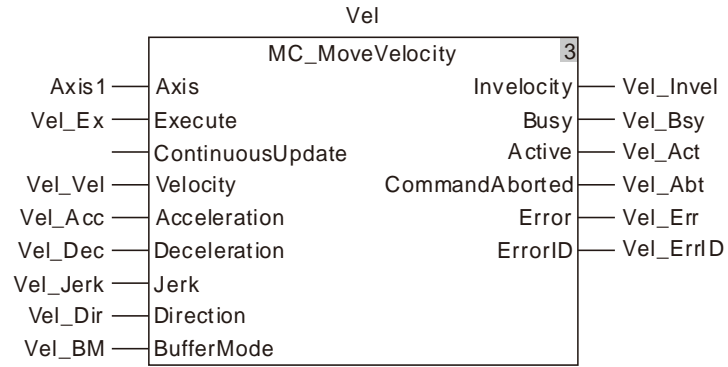 Vel
MC_MoveVelocity 3
Axis1 Axis Invelocity Vel_Invel
Vel_Ex Execute Busy Vel_Bsy
ContinuousUpdate Active Vel_Act
Vel_Vel Velocity CommandAborted Vel_Abt
Vel_Acc Acceleration Error Vel_Err
Vel_Dec Deceleration ErrorID Vel_ErrID
Vel_Jerk Jerk
Vel_Dir Direction
Vel_BM BufferMode